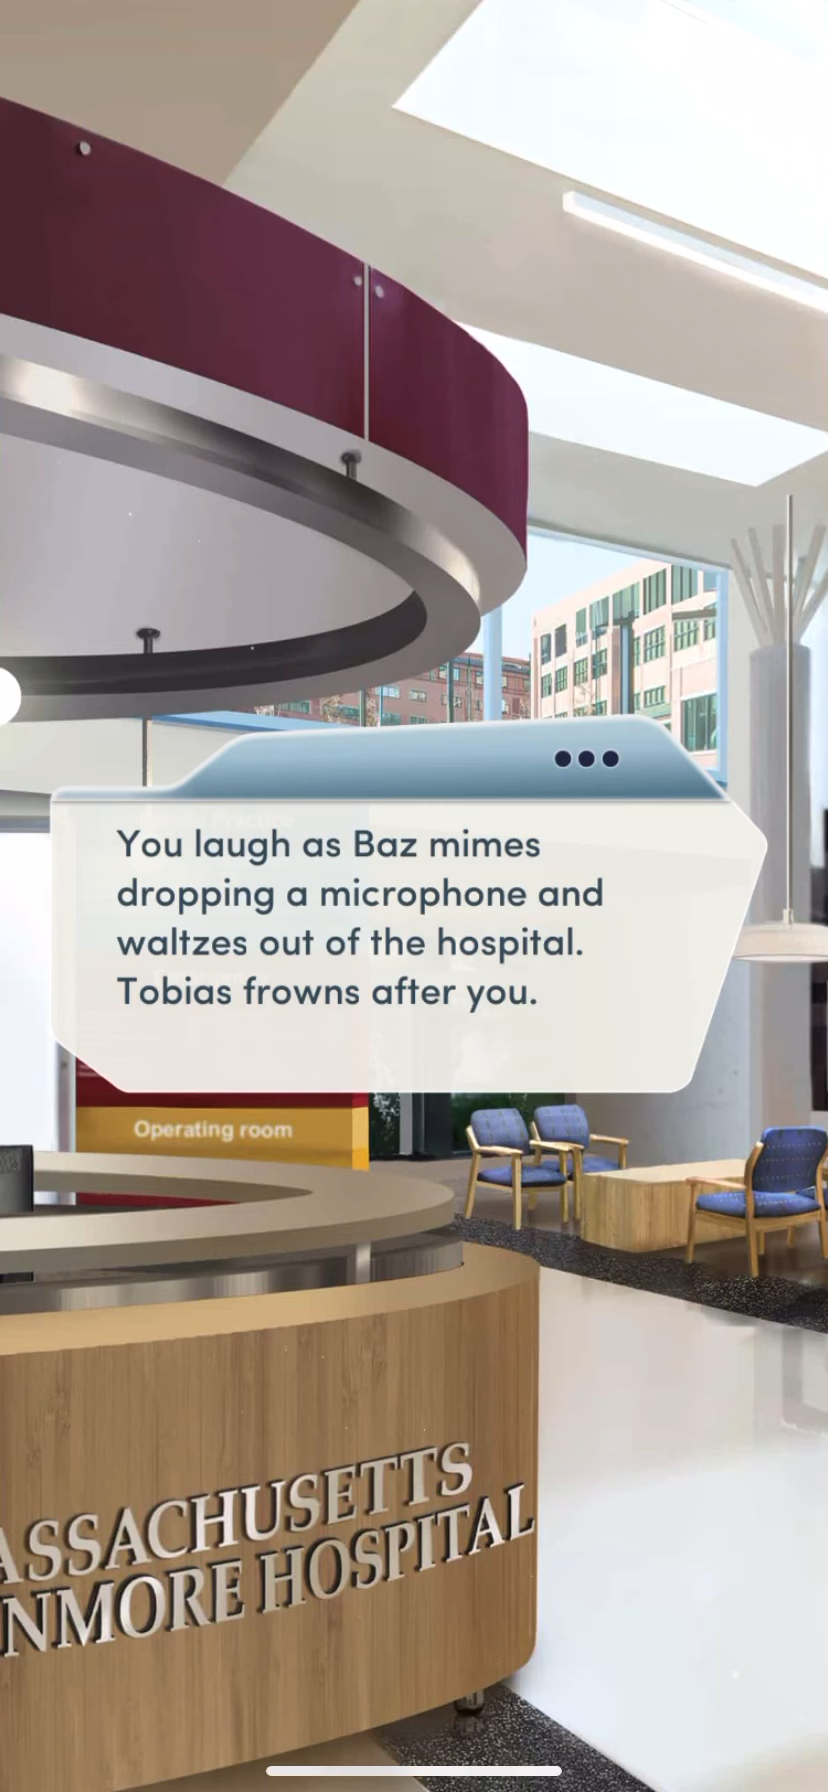 You laugh as Baz mimes
dropping a microphone and
waltzes out of the hospital.
Tobias frowns after you.
Operating room
ASSACHUSETTS
NMORE HOSPITAL